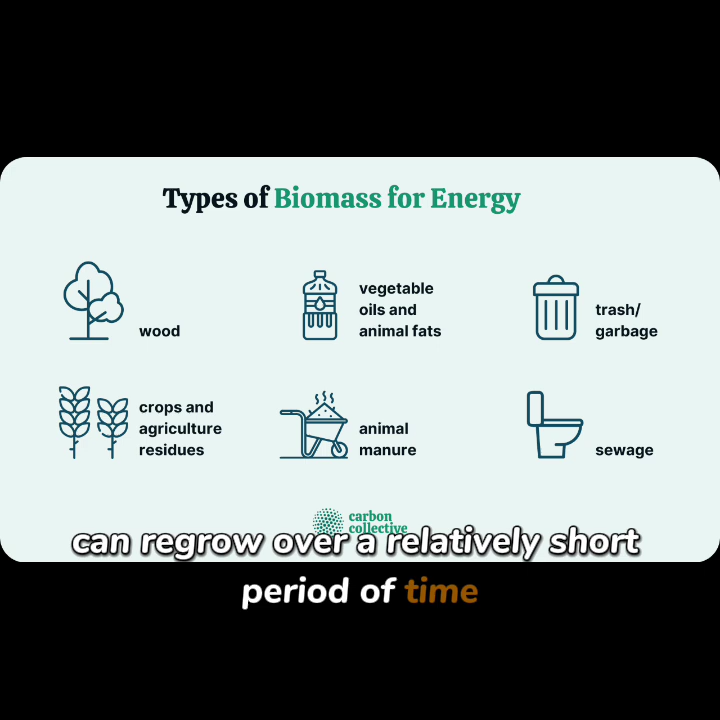 Types of Biomass for Energy
wood
vegetable
oils and
animal fats
trash/
garbage
crops and
agriculture
residues
animal
manure
sewage
carbon
collective
can regrow over a relatively short
period of time